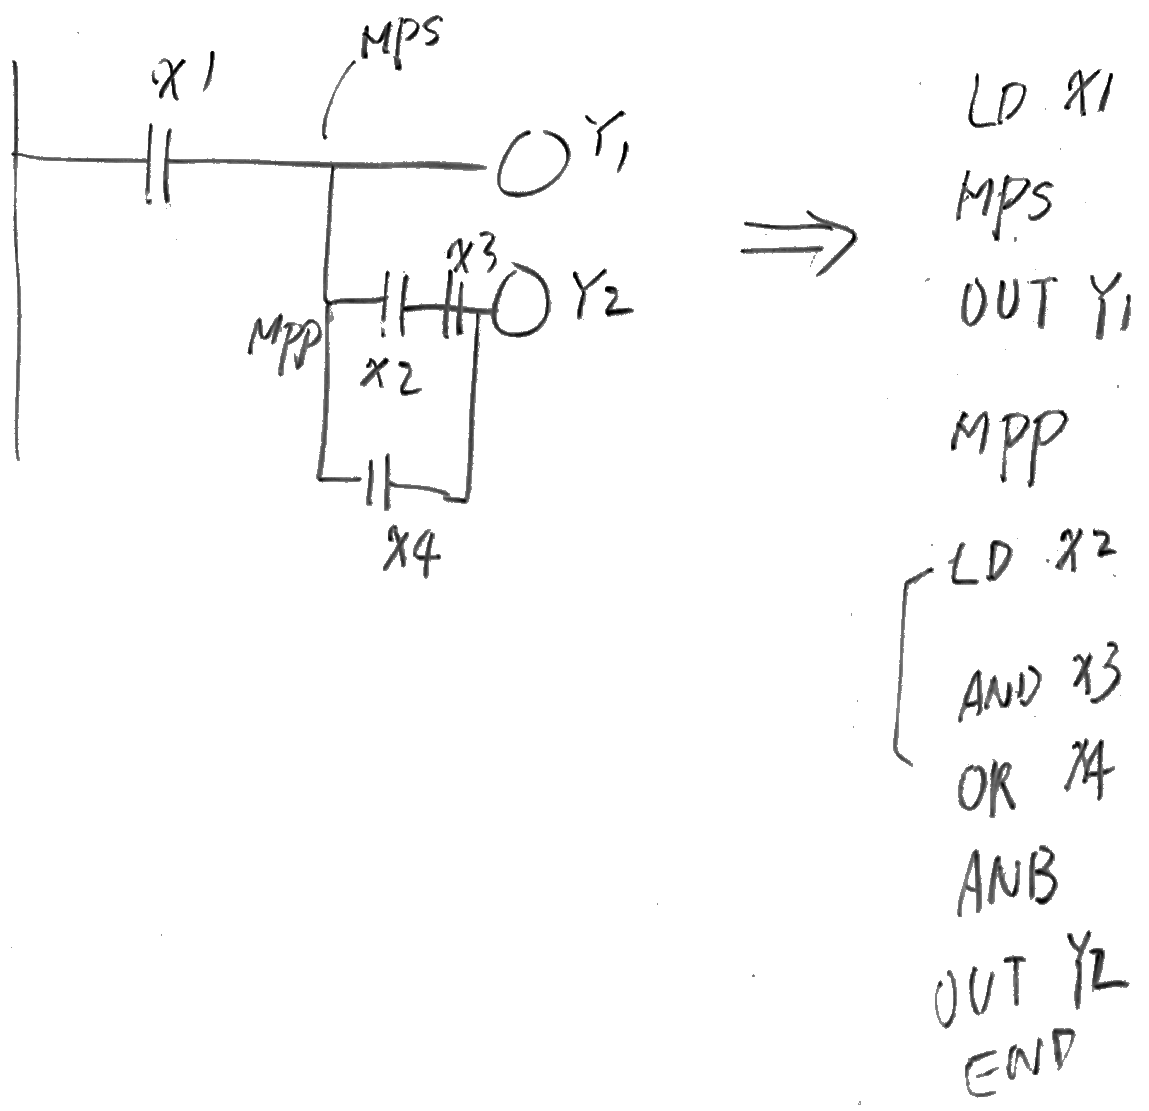 MPS
X1
Y1
X3
Y2
MPP
X2
X4
LD X1
MPS
OUT Y1
MPP
LD X2
AND X3
OR X4
ANB
OUT Y2
END